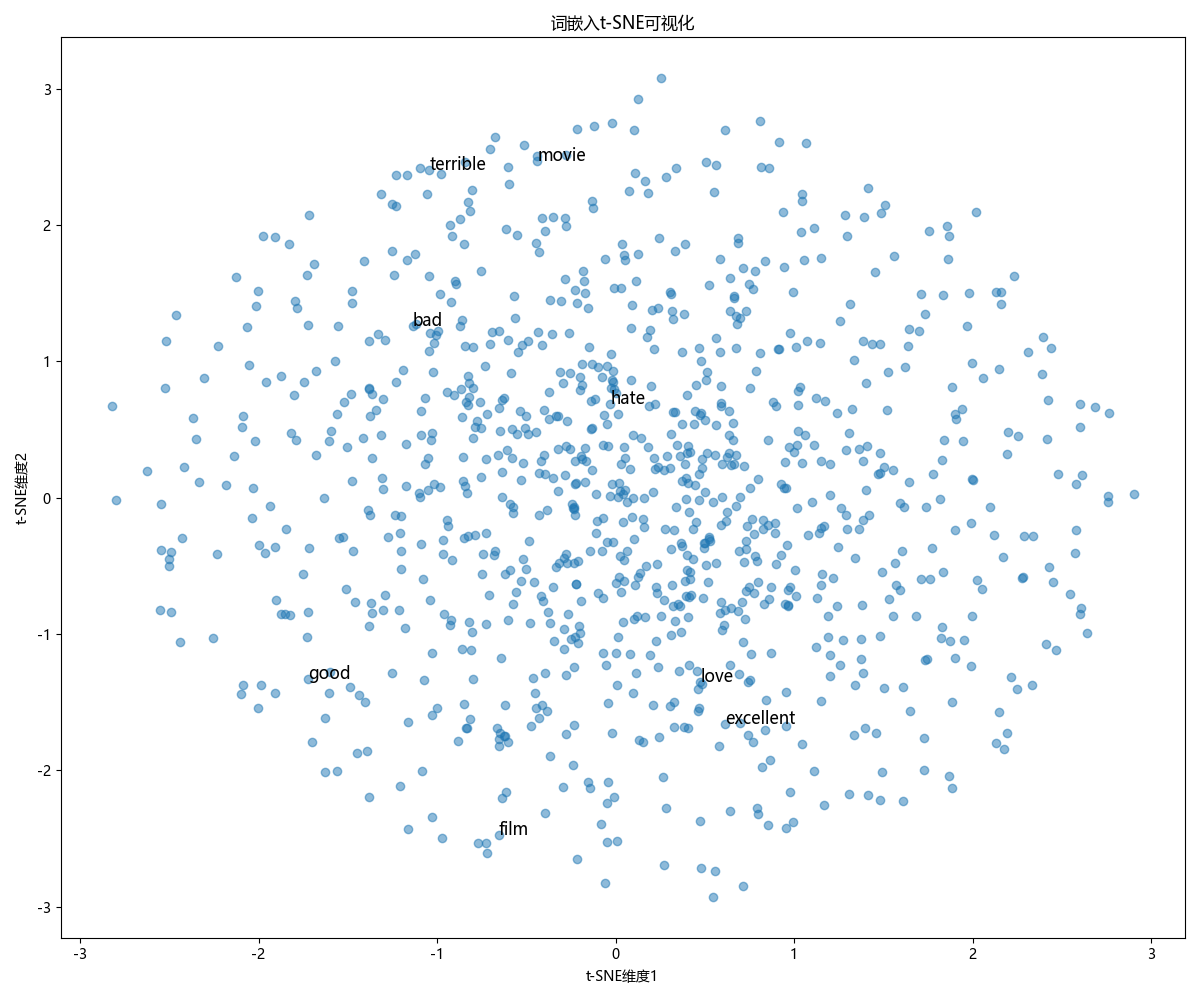 词嵌入t-SNE可视化
3
movie
terrible
2
bad
1
hate
t-SNE维度2
0
-1
good
love
excellent
-2
film
-3
-3
-2
-1
0
1
2
3
t-SNE维度1